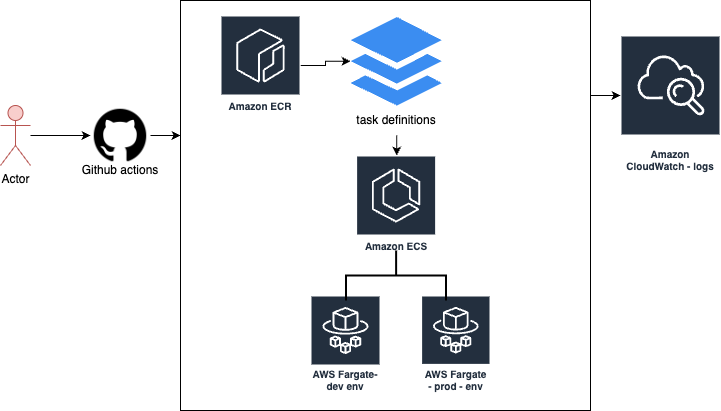 Amazon ECR
task definitions
Actor
Github actions
Amazon
CloudWatch - logs
Amazon ECS
AWS Fargate-
dev env
AWS Fargate
- prod - env